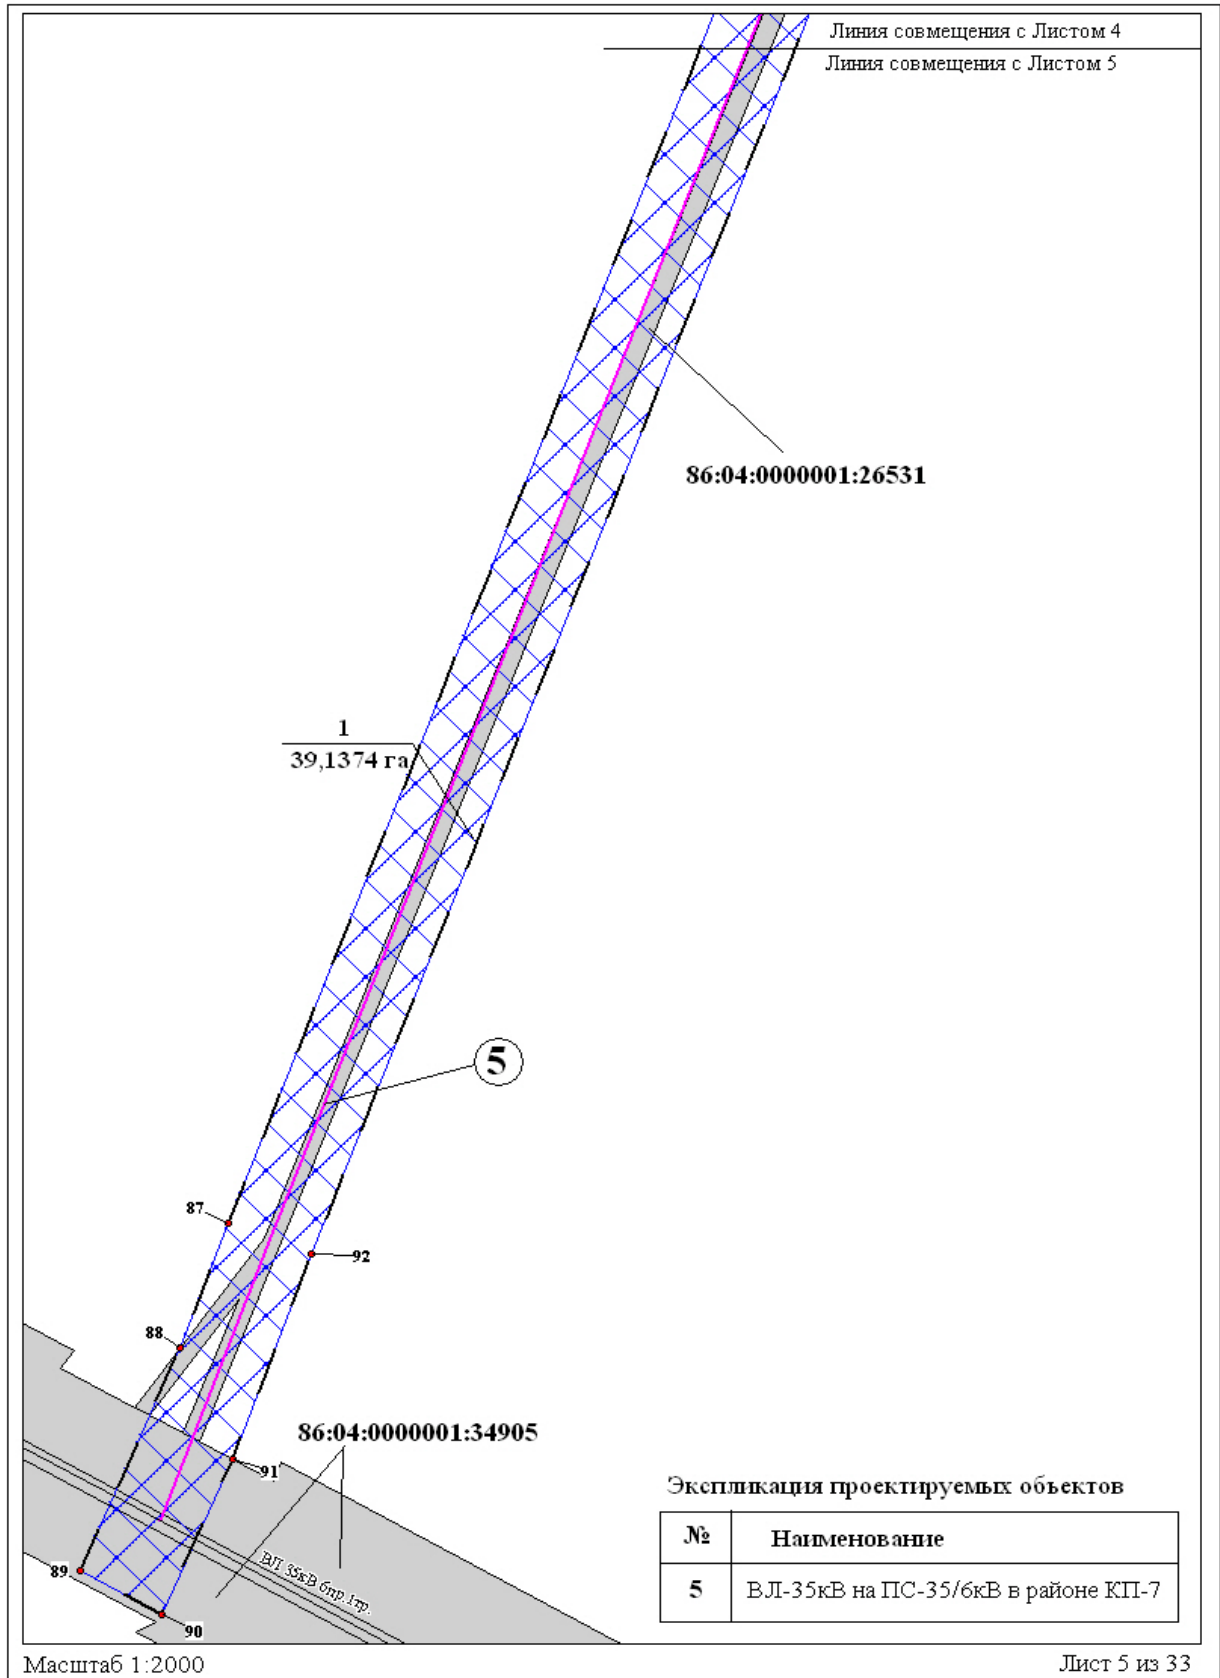 Линия совмещения с Листом 4
Линия совмещения с Листом 5
86:04:0000001:26531
1
39,1374 га
5
87
92
88
86:04:0000001:34905
91
ВЛ 35кВ 6пр.1тр.
89
90
Экспликация проектируемых объектов
№ Наименование
5 ВЛ-35кВ на ПС-35/6кВ в районе КП-7
Масштаб 1:2000
Лист 5 из 33